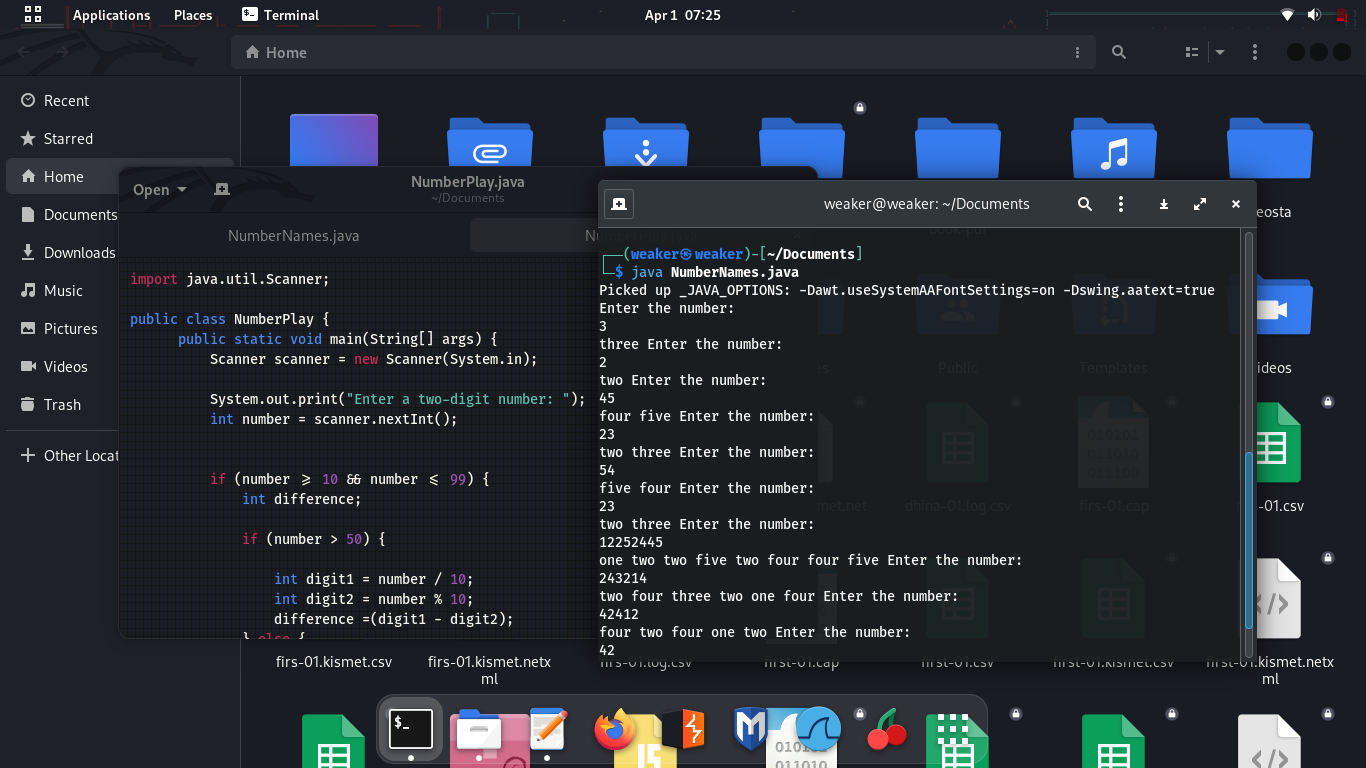 Applications Places Terminal Apr 1 07:25
Home
Recent
Starred
Home
Documents
Downloads
Music
Pictures
Videos
Trash
Other Locat
Open
NumberPlay.java
~/Documents
NumberNames.java
import java.util.Scanner;
public class NumberPlay {
public static void main(String[] args) {
Scanner scanner = new Scanner(System.in);
System.out.print("Enter a two-digit number: ");
int number = scanner.nextInt();
if (number >= 10 && number <= 99) {
int difference;
if (number > 50) {
int digit1 = number / 10;
int digit2 = number % 10;
difference =(digit1 - digit2);
} else {
weaker@weaker: ~/Documents
(weaker㉿weaker)-[~/Documents]
$ java NumberNames.java
Picked up _JAVA_OPTIONS: -Dawt.useSystemAAFontSettings=on -Dswing.aatext=true
Enter the number:
3
three Enter the number:
2
two Enter the number:
45
four five Enter the number:
23
two three Enter the number:
54
five four Enter the number:
23
two three Enter the number:
12252445
one two two five two four four five Enter the number:
243214
two four three two one four Enter the number:
42412
four two four one two Enter the number:
42
eosta
Public
Templates
ideos
dhina-01.log.csv
firs-01.cap
firs-01.kismet.csv
firs-01.kismet.netxml
firs-01.log.csv
first-01.cap
first-01.csv
first-01.kismet.csv
first-01.kismet.netxml